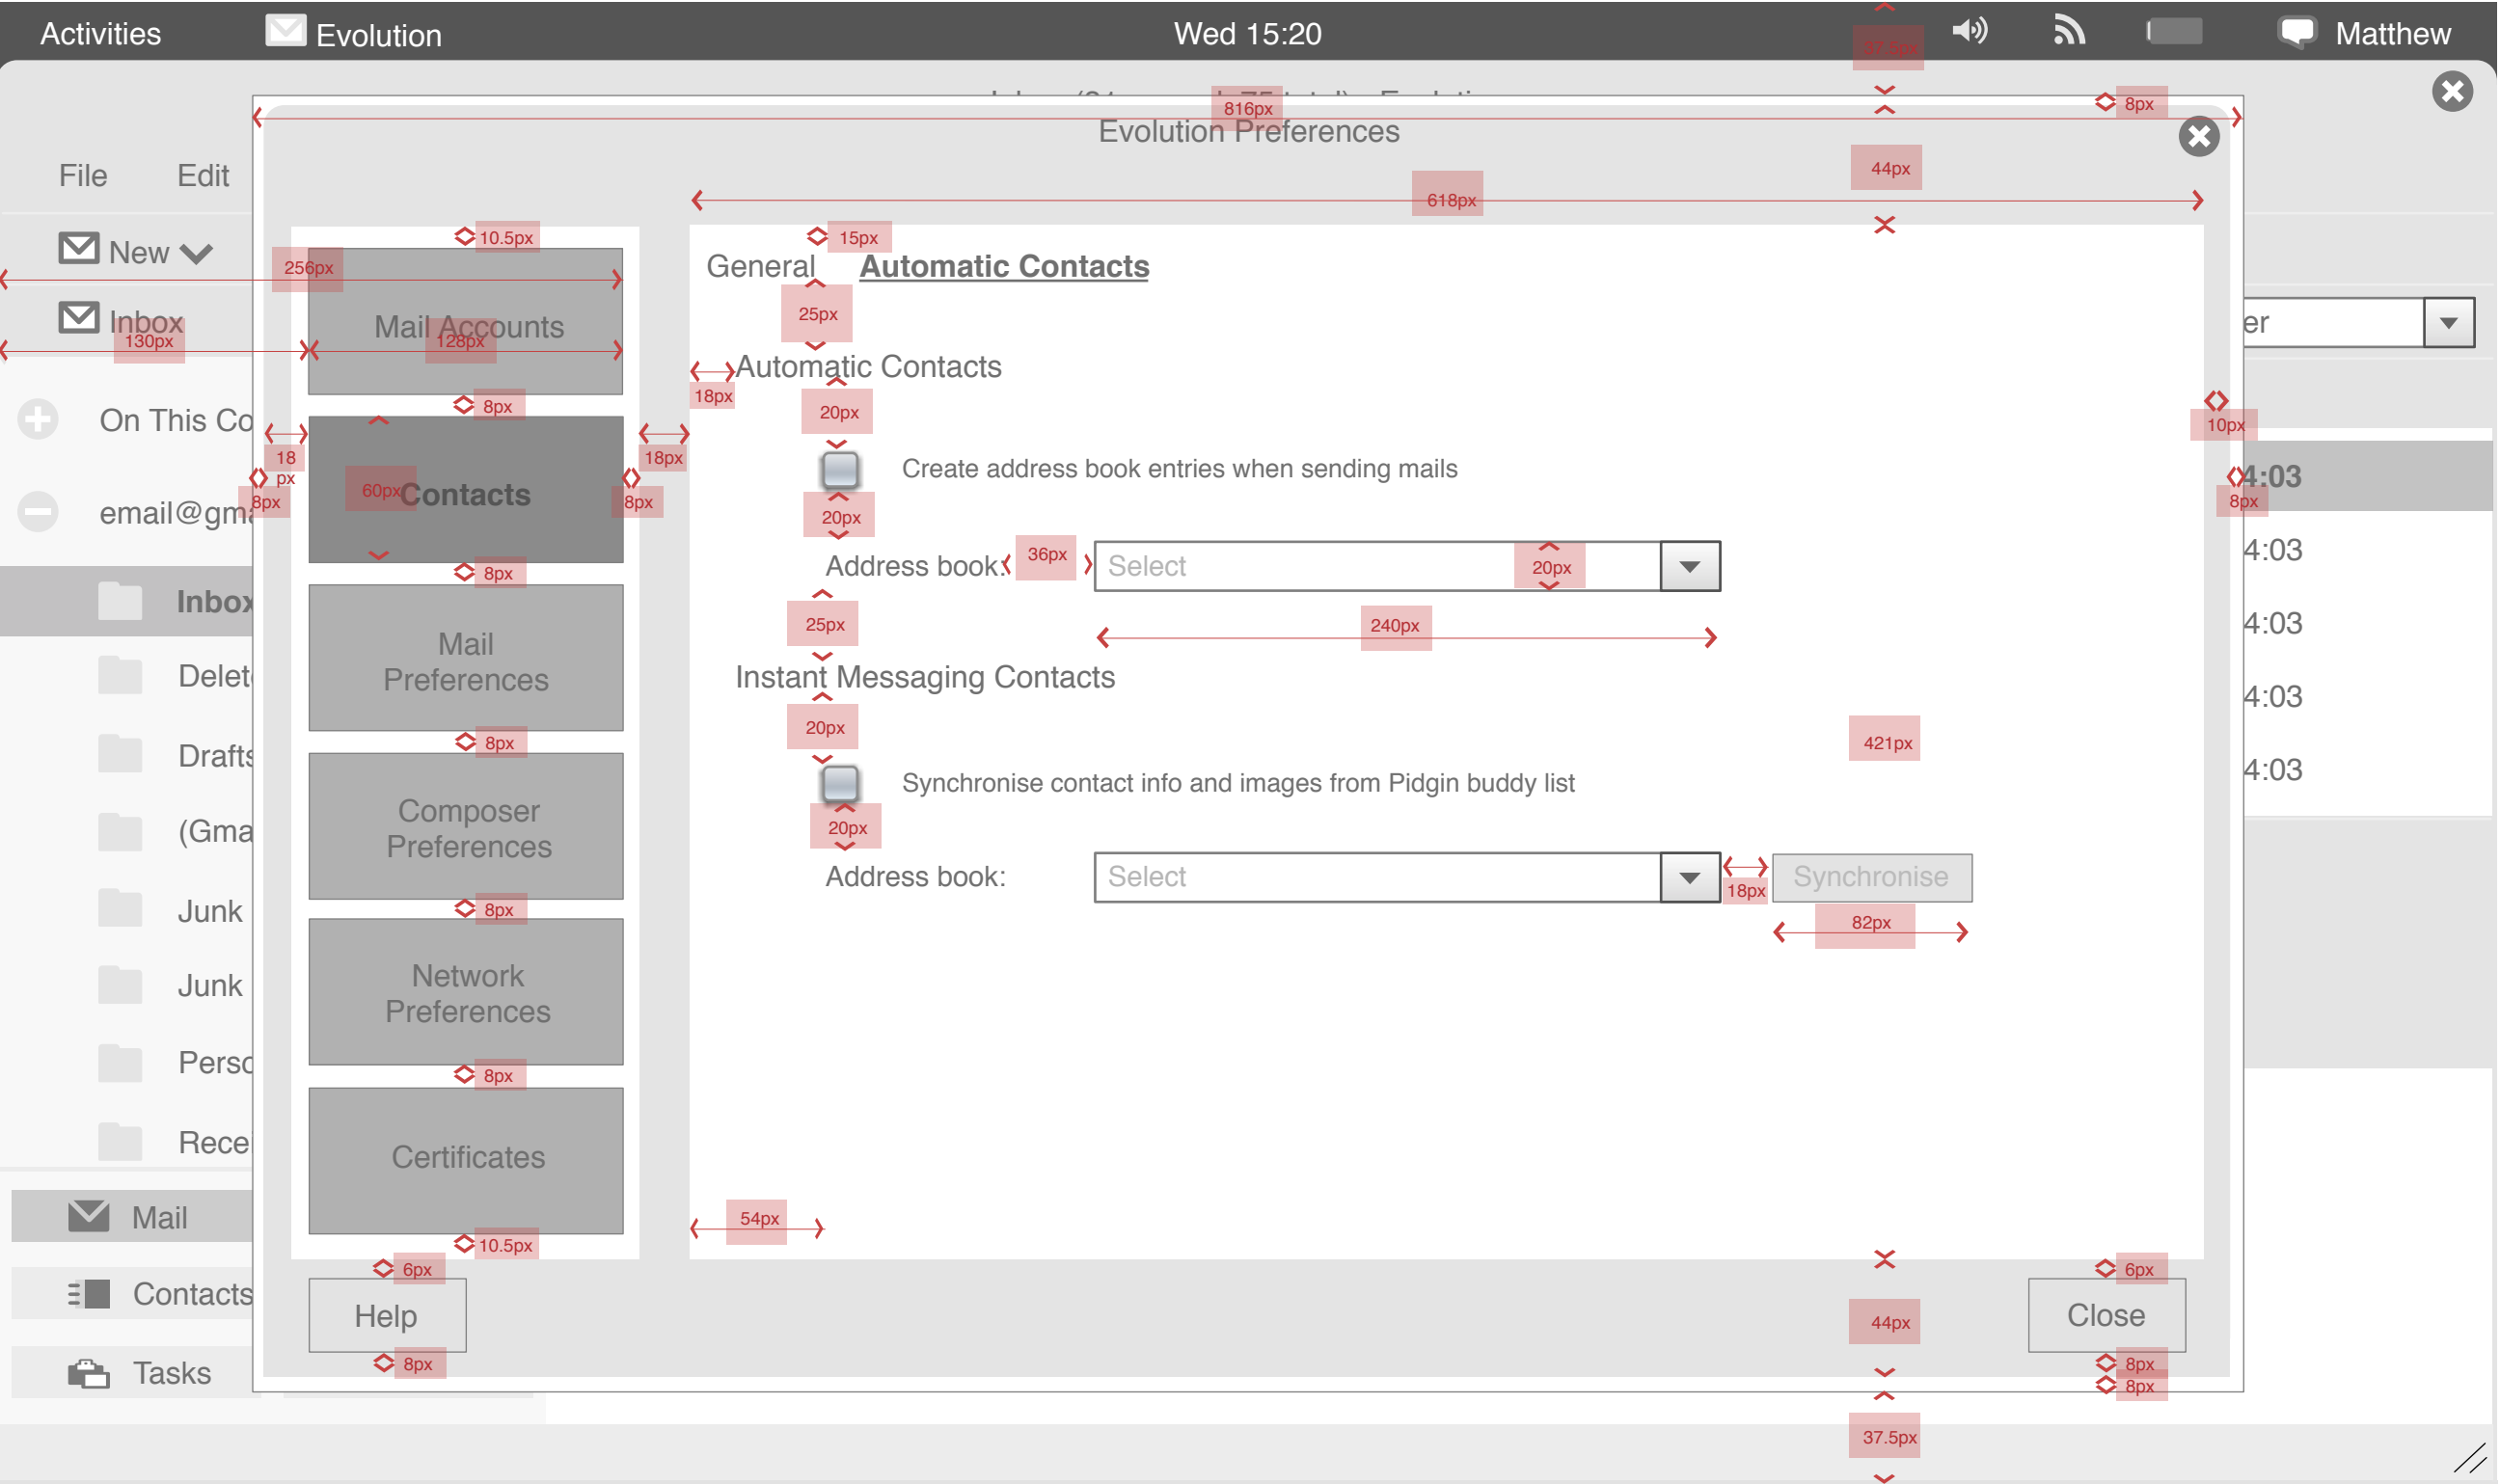 Activities
Evolution
Wed 15:20
37.5px
Matthew
816px
8px
Evolution Preferences
File
Edit
44px
618px
10.5px
15px
New
256px
General
Automatic Contacts
25px
Inbox
130px
Mail Accounts
128px
er
Automatic Contacts
18px
8px
20px
On This Co
10px
18
px
18px
Create address book entries when sending mails
4:03
8px
60px
Contacts
8px
8px
email@gma
20px
36px
Address book:
Select
20px
4:03
8px
Inbox
25px
240px
4:03
Mail
Preferences
Delet
Instant Messaging Contacts
4:03
20px
421px
8px
Drafts
Synchronise contact info and images from Pidgin buddy list
4:03
Composer
Preferences
(Gma
20px
Address book:
Select
18px
Synchronise
8px
Junk
82px
Network
Preferences
Junk
8px
Perso
Certificates
Recei
Mail
54px
10.5px
6px
6px
Contacts
Help
44px
Close
8px
8px
8px
Tasks
37.5px